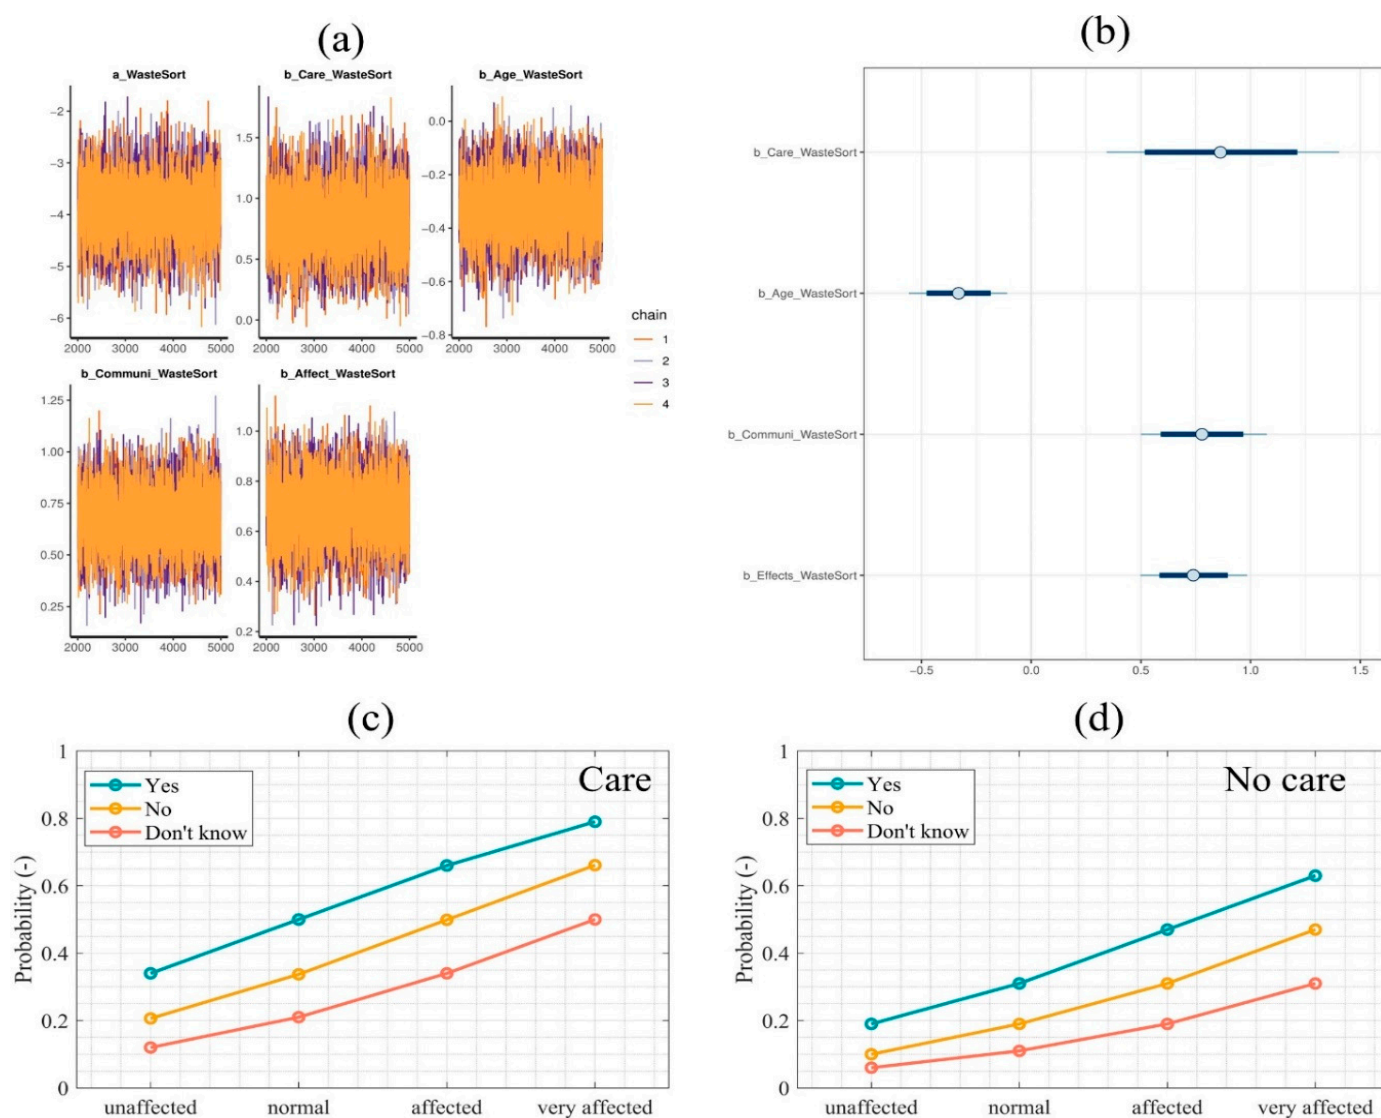 (a)
a_WasteSort b_Care_WasteSort b_Age_WasteSort
−2
−3
−4
−5
−6
1.5
1.0
0.5
0.0
0.0
−0.2
−0.4
−0.6
−0.8
2000 3000 4000 5000 2000 3000 4000 5000 2000 3000 4000 5000
chain
1
2
3
4
b_Communi_WasteSort b_Affect_WasteSort
1.25
1.00
0.75
0.50
0.25
1.0
0.8
0.6
0.4
0.2
2000 3000 4000 5000 2000 3000 4000 5000
(b)
b_Care_WasteSort
b_Age_WasteSort
b_Communi_WasteSort
b_Effects_WasteSort
−0.5 0.0 0.5 1.0 1.5
(c)
Care
Yes
No
Don't know
Probability (-)
1
0.8
0.6
0.4
0.2
0
unaffected normal affected very affected
(d)
No care
Yes
No
Don't know
Probability (-)
1
0.8
0.6
0.4
0.2
0
unaffected normal affected very affected